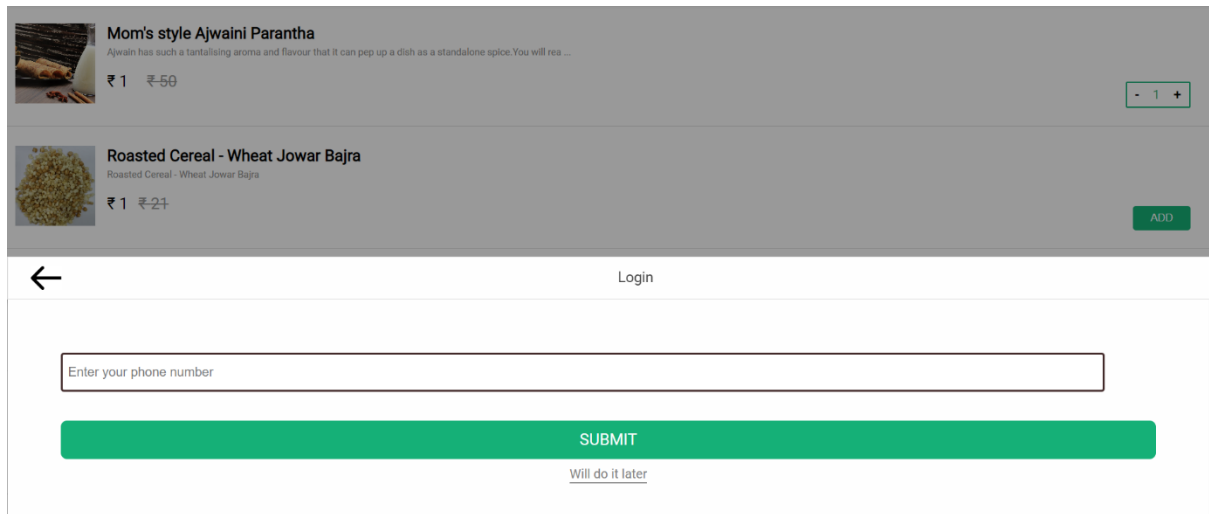 Mom's style Ajwaini Parantha
Ajwain has such a tantalising aroma and flavour that it can pep up a dish as a standalone spice.You will rea ...
₹ 1 ₹ 50
- 1 +
Roasted Cereal - Wheat Jowar Bajra
Roasted Cereal - Wheat Jowar Bajra
₹ 1 ₹ 21
ADD
Login
Enter your phone number
SUBMIT
Will do it later